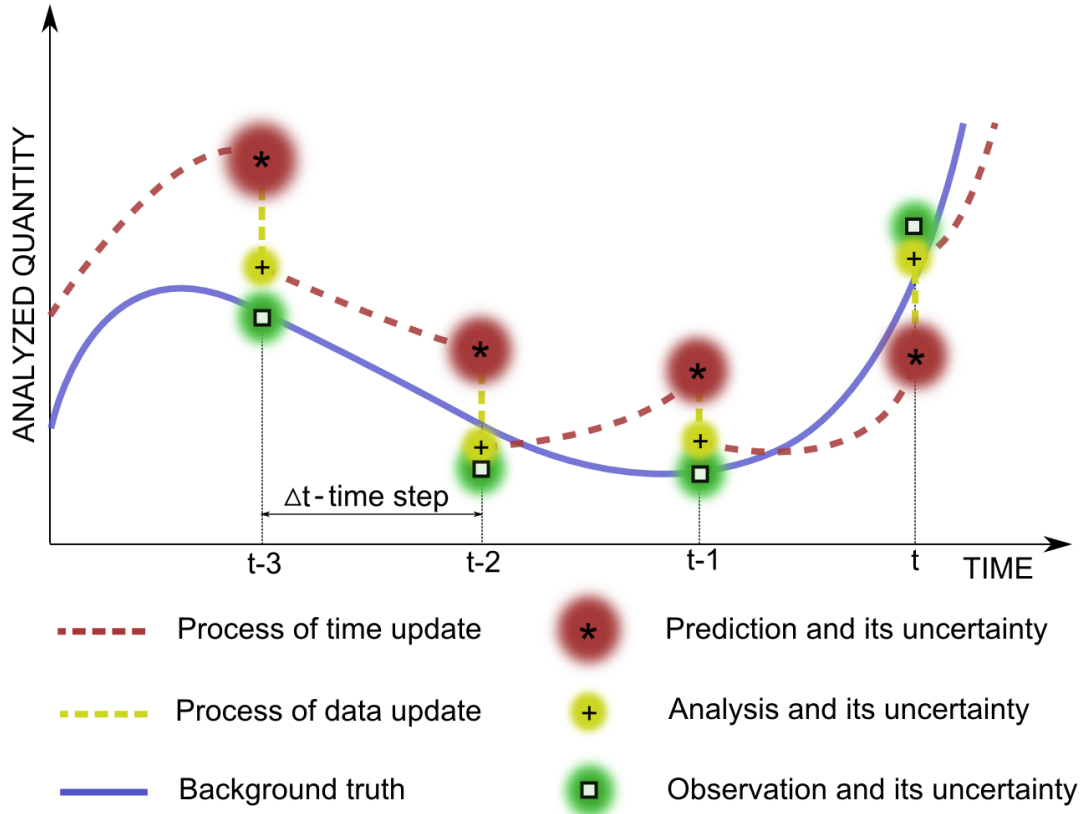 ANALYZED QUANTITY
Δt - time step
t-3
t-2
t-1
t
TIME
Process of time update
Prediction and its uncertainty
Process of data update
Analysis and its uncertainty
Background truth
Observation and its uncertainty